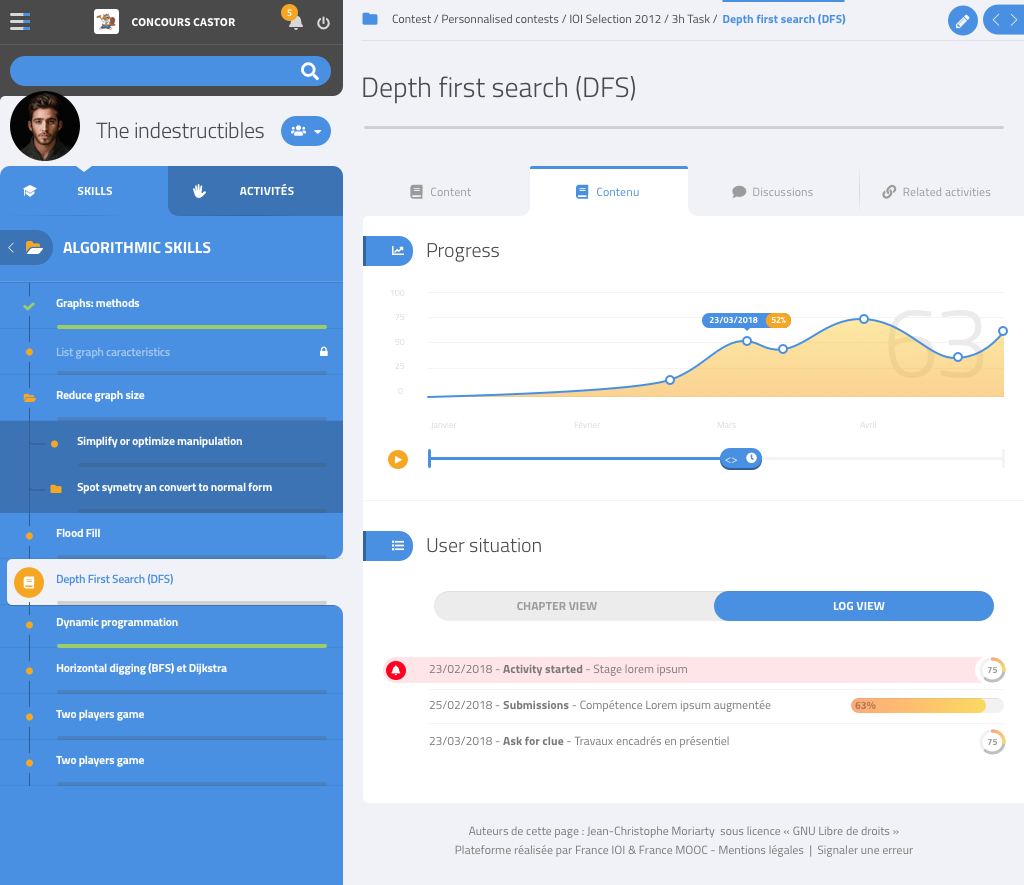 CONCOURS CASTOR
5
The indestructibles
SKILLS
ACTIVITÉS
ALGORITHMIC SKILLS
Graphs: methods
List graph caracteristics
Reduce graph size
Simplify or optimize manipulation
Spot symetry an convert to normal form
Flood Fill
Depth First Search (DFS)
Dynamic programmation
Horizontal digging (BFS) et Dijkstra
Two players game
Two players game
Contest / Personnalised contests / IOI Selection 2012 / 3h Task / Depth first search (DFS)
Depth first search (DFS)
Content
Contenu
Discussions
Related activities
Progress
100
75
50
25
0
23/03/2018 52%
63
Janvier
Février
Mars
Avril
<>
User situation
CHAPTER VIEW
LOG VIEW
23/02/2018 - Activity started - Stage lorem ipsum
75
25/02/2018 - Submissions - Compétence Lorem ipsum augmentée
63%
23/03/2018 - Ask for clue - Travaux encadrés en présentiel
75
Auteurs de cette page : Jean-Christophe Moriarty sous licence « GNU Libre de droits »
Plateforme réalisée par France IOI & France MOOC - Mentions légales | Signaler une erreur